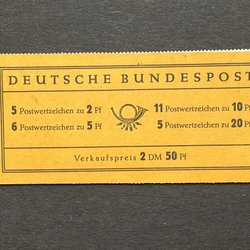 DEUTSCHE BUNDESPOST
5 Postwertzeichen zu 2 Pf
11 Postwertzeichen zu 10 Pf
6 Postwertzeichen zu 5 Pf
5 Postwertzeichen zu 20 Pf
Verkaufspreis 2 DM 50 Pf